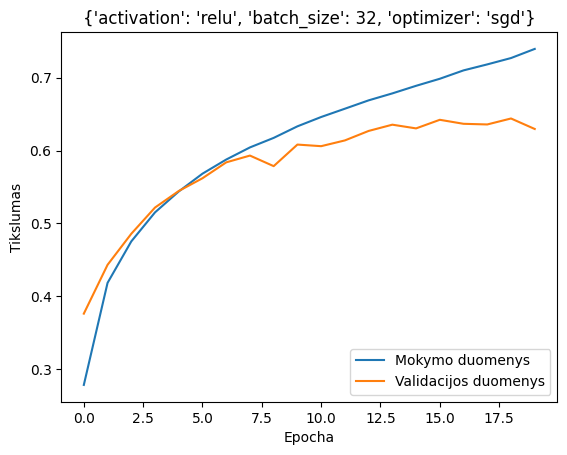 {'activation': 'relu', 'batch_size': 32, 'optimizer': 'sgd'}
Tikslumas
0.7
0.6
0.5
0.4
0.3
Mokymo duomenys
Validacijos duomenys
0.0 2.5 5.0 7.5 10.0 12.5 15.0 17.5
Epocha